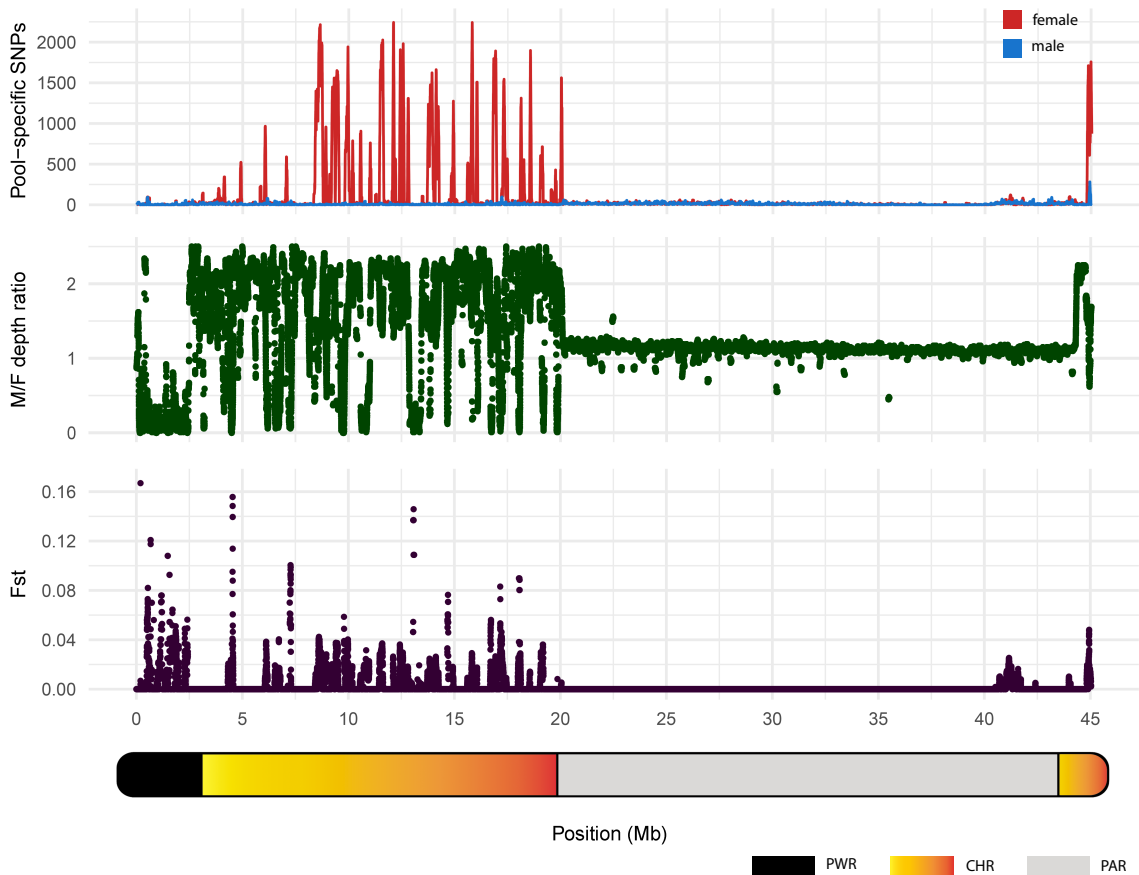 female
male
Pool−specific SNPs
2000
1500
1000
500
0
M/F depth ratio
2
1
0
Fst
0.16
0.12
0.08
0.04
0.00
0 5 10 15 20 25 30 35 40 45
Position (Mb)
PWR CHR PAR